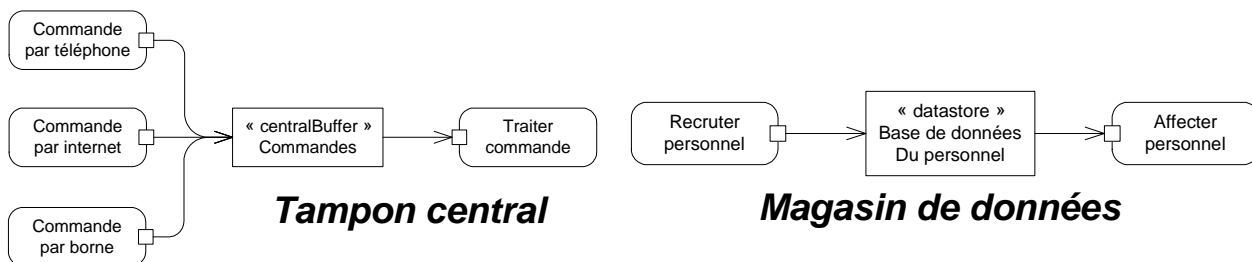 Commande
par téléphone
Commande
par internet
Commande
par borne
« centralBuffer »
Commandes
Traiter
commande
Tampon central
Recruter
personnel
« datastore »
Base de données
Du personnel
Affecter
personnel
Magasin de données